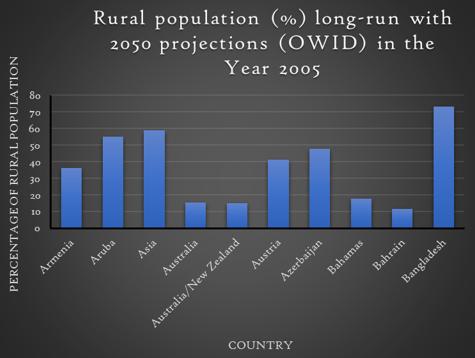 Rural population (%) long-run with
2050 projections (OWID) in the
Year 2005
PERCENTAGE OF RURAL POPULATION
80
70
60
50
40
30
20
10
0
Armenia
Aruba
Asia
Australia
Australia/New Zealand
Austria
Azerbaijan
Bahamas
Bahrain
Bangladesh
COUNTRY